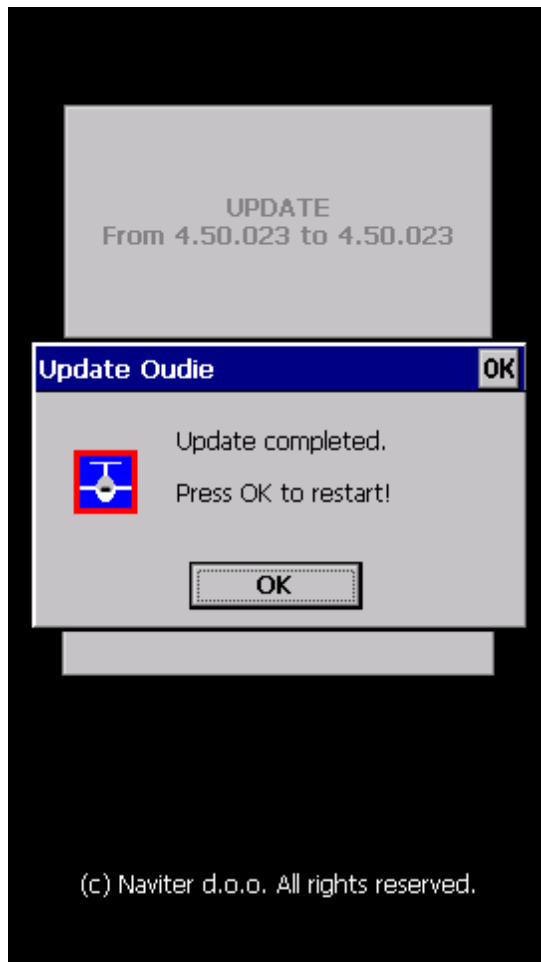 UPDATE
From 4.50.023 to 4.50.023
Update Oudie
OK
Update completed.
Press OK to restart!
OK
(c) Naviter d.o.o. All rights reserved.